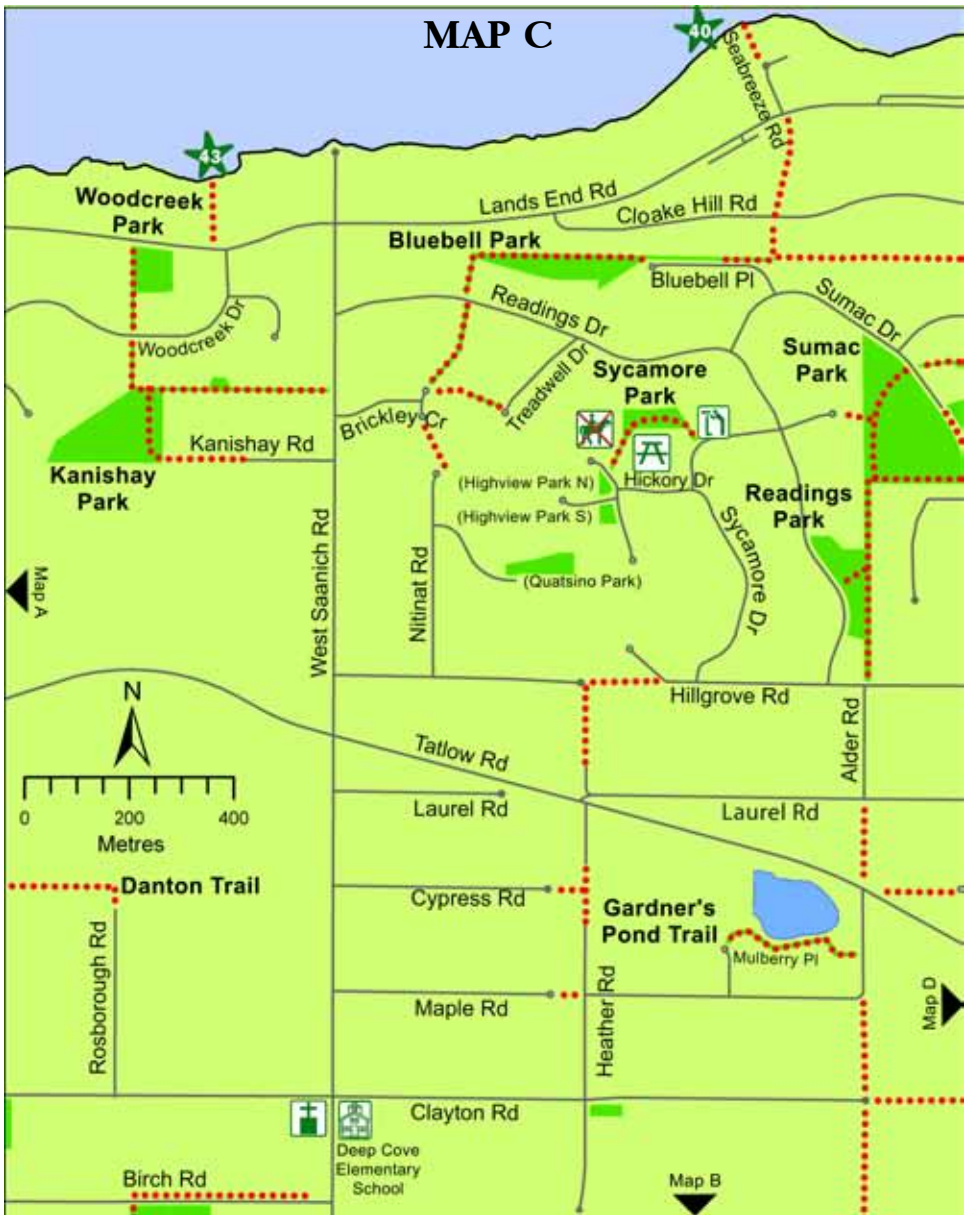 MAP C
40
Seabreeze Rd
43
Woodcreek
Park
Lands End Rd
Cloake Hill Rd
Bluebell Park
Bluebell Pl
Woodcreek Dr
Readings Dr
Sumac Dr
Treadwell Dr
Sycamore
Park
Sumac
Park
Brickley Cr
Kanishay Rd
Kanishay
Park
(Highview Park N)
Hickory Dr
(Highview Park S)
Readings
Park
Sycamore Dr
(Quatsino Park)
Map A
West Saanich Rd
Nitinat Rd
N
Hillgrove Rd
Alder Rd
Tatlow Rd
Laurel Rd
Laurel Rd
0 200 400
Metres
Danton Trail
Cypress Rd
Gardner's
Pond Trail
Mulberry Pl
Rosborough Rd
Maple Rd
Heather Rd
Map D
Clayton Rd
Deep Cove
Elementary
School
Birch Rd
Map B